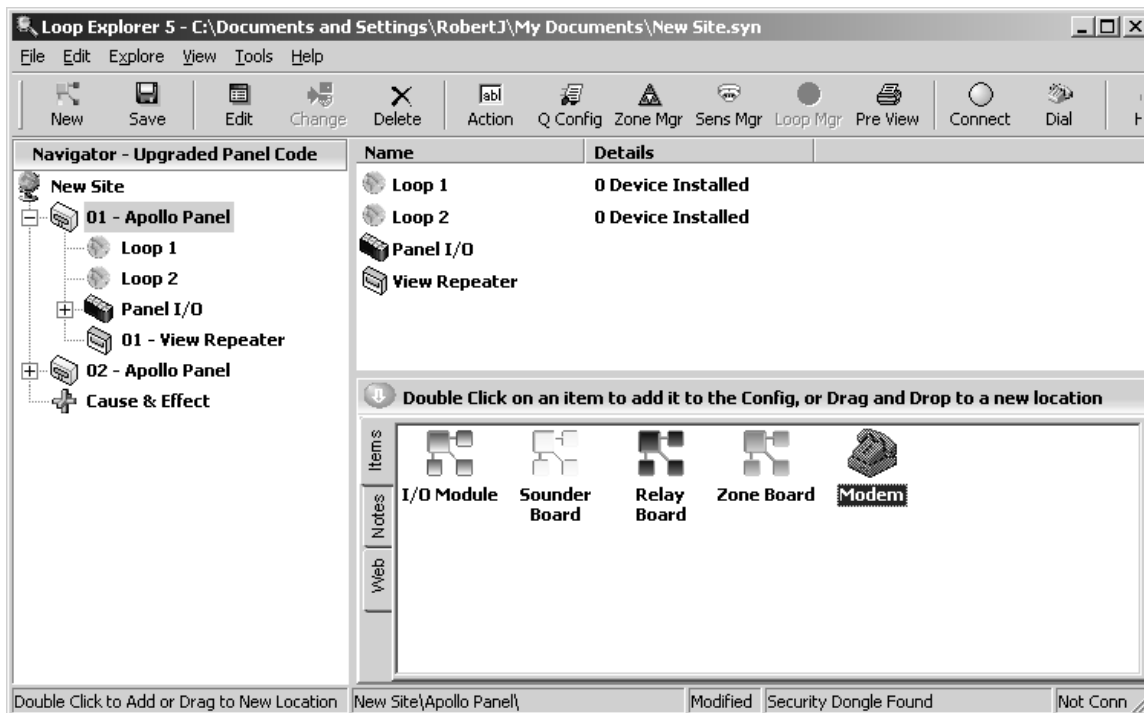 Loop Explorer 5 - C:\Documents and Settings\RobertJ\My Documents\New Site.syn
File Edit Explore View Tools Help
New Save Edit Change Delete Action Q Config Zone Mgr Sens Mgr Loop Mgr Pre View Connect Dial
Navigator - Upgraded Panel Code
New Site
01 - Apollo Panel
Loop 1
Loop 2
Panel I/O
01 - View Repeater
02 - Apollo Panel
Cause & Effect
Name Details
Loop 1 0 Device Installed
Loop 2 0 Device Installed
Panel I/O
View Repeater
Double Click on an item to add it to the Config, or Drag and Drop to a new location
Items
Notes
Web
I/O Module Sounder Board Relay Board Zone Board Modem
Double Click to Add or Drag to New Location New Site\Apollo Panel\ Modified Security Dongle Found Not Conn